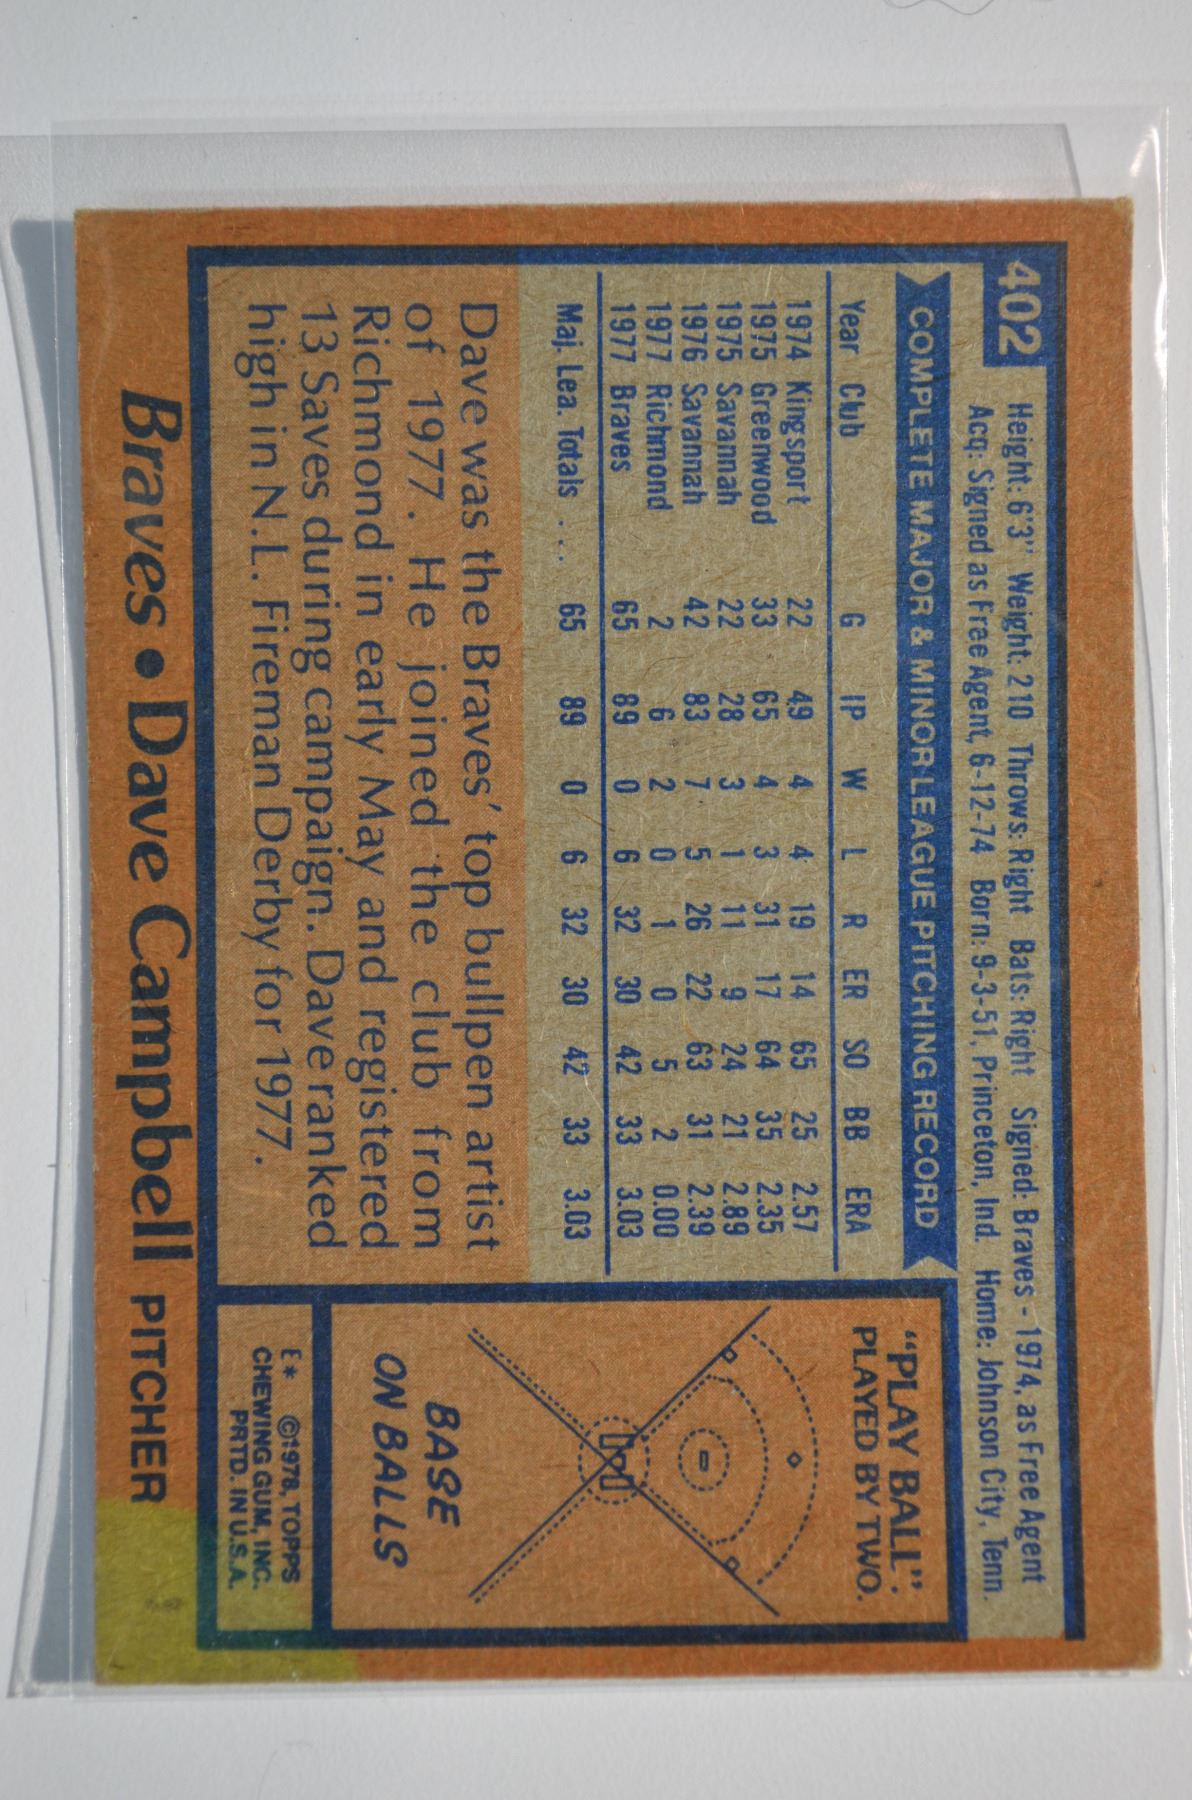 402
Height: 6'3" Weight: 210 Throws: Right Bats: Right Signed: Braves - 1974, as Free Agent
Acq: Signed as Free Agent, 6-12-74 Born: 9-3-51, Princeton, Ind. Home: Johnson City, Tenn.
COMPLETE MAJOR & MINOR LEAGUE PITCHING RECORD
Year Club G IP W L R ER SO BB ERA
1974 Kingsport 22 49 4 4 19 14 65 25 2.57
1975 Greenwood 33 65 4 3 31 17 64 35 2.35
1975 Savannah 22 28 3 1 11 9 24 21 2.89
1976 Savannah 42 83 7 5 26 22 63 31 2.39
1977 Richmond 2 6 2 0 1 0 5 2 0.00
1977 Braves 65 89 0 6 32 30 42 33 3.03
Maj. Lea. Totals ... 65 89 0 6 32 30 42 33 3.03
Dave was the Braves' top bullpen artist
of 1977. He joined the club from
Richmond in early May and registered
13 Saves during campaign. Dave ranked
high in N.L. Fireman Derby for 1977.
"PLAY BALL":
PLAYED BY TWO.
BASE
ON BALLS
E* ©1978, TOPPS
CHEWING GUM, INC.
PRTD. IN U.S.A.
Braves • Dave Campbell PITCHER